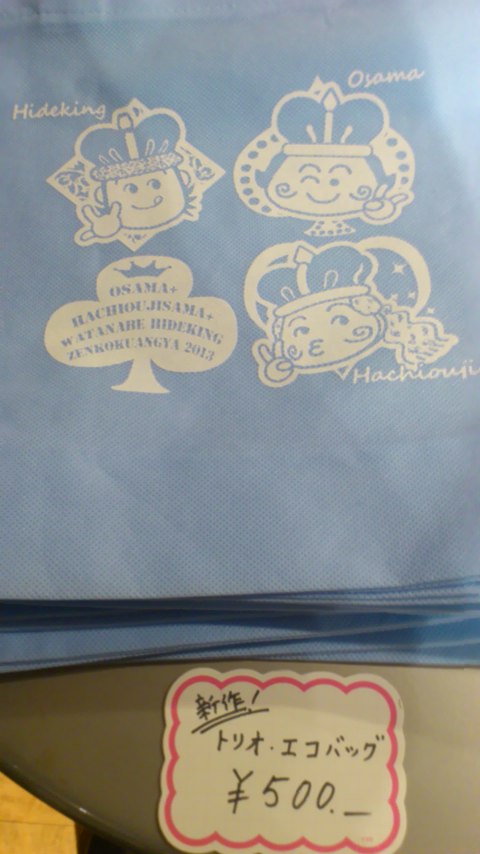 Hideking
Osama
OSAMA+
HACHIOUJISAMA+
WATANABE HIDEKING
ZENKOKUANGYA 2013
Hachiouji
新作!
トリオ・エコバッグ
¥500.—